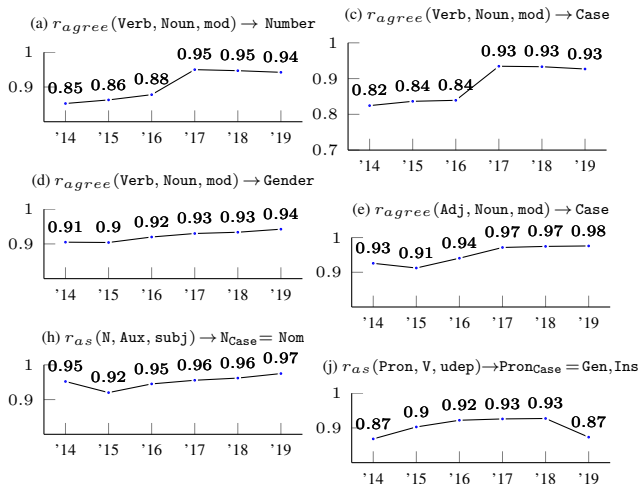 (a) r_agree(Verb, Noun, mod) → Number
1
0.9
0.85 0.86 0.88 0.95 0.95 0.94
'14 '15 '16 '17 '18 '19
(c) r_agree(Verb, Noun, mod) → Case
1
0.9
0.8
0.7
0.82 0.84 0.84 0.93 0.93 0.93
'14 '15 '16 '17 '18 '19
(d) r_agree(Verb, Noun, mod) → Gender
1
0.9
0.91 0.9 0.92 0.93 0.93 0.94
'14 '15 '16 '17 '18 '19
(e) r_agree(Adj, Noun, mod) → Case
1
0.9
0.93 0.91 0.94 0.97 0.97 0.98
'14 '15 '16 '17 '18 '19
(h) r_as(N, Aux, subj) → N_Case = Nom
1
0.9
0.95 0.92 0.95 0.96 0.96 0.97
'14 '15 '16 '17 '18 '19
(j) r_as(Pron, V, udep)→Pron_Case = Gen,Ins
1
0.9
0.87 0.9 0.92 0.93 0.93 0.87
'14 '15 '16 '17 '18 '19